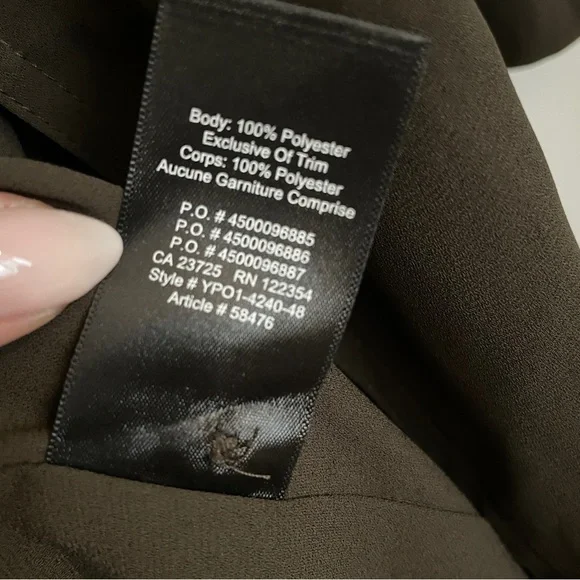 Body: 100% Polyester
Exclusive Of Trim
Corps: 100% Polyester
Aucune Garniture Comprise
P.O. # 4500096885
P.O. # 4500096886
P.O. # 4500096887
CA 23725 RN 122354
Style # YPO1-4240-48
Article # 58476